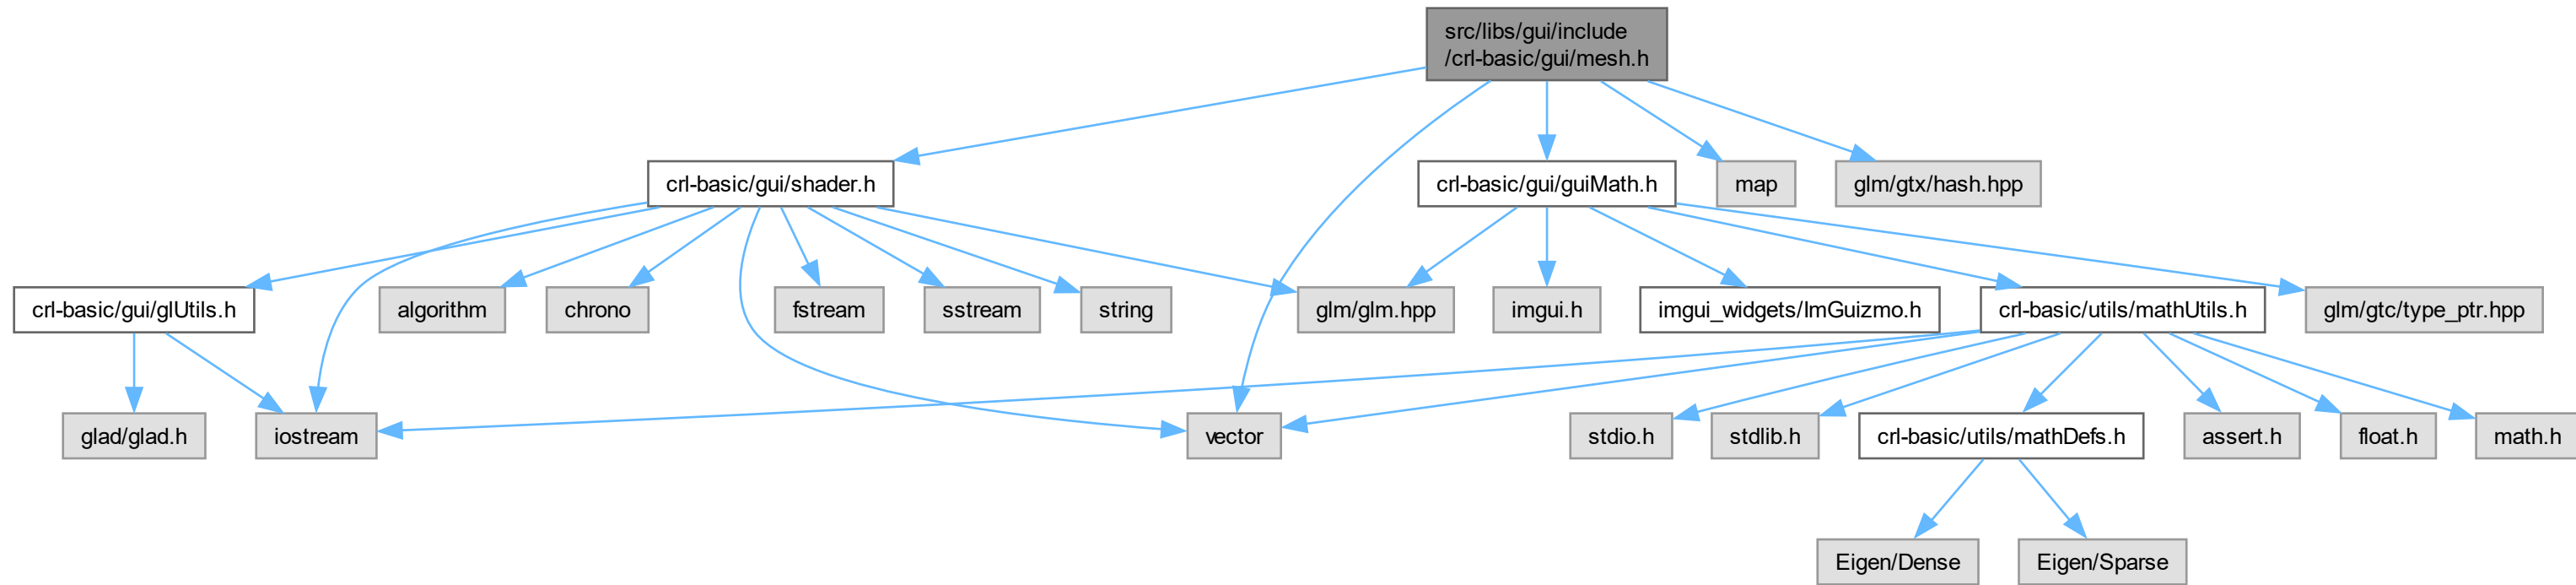 src/libs/gui/include
/crl-basic/gui/mesh.h
crl-basic/gui/shader.h
crl-basic/gui/guiMath.h
map
glm/gtx/hash.hpp
crl-basic/gui/glUtils.h
algorithm
chrono
fstream
sstream
string
glm/glm.hpp
imgui.h
imgui_widgets/ImGuizmo.h
crl-basic/utils/mathUtils.h
glm/gtc/type_ptr.hpp
glad/glad.h
iostream
vector
stdio.h
stdlib.h
crl-basic/utils/mathDefs.h
assert.h
float.h
math.h
Eigen/Dense
Eigen/Sparse